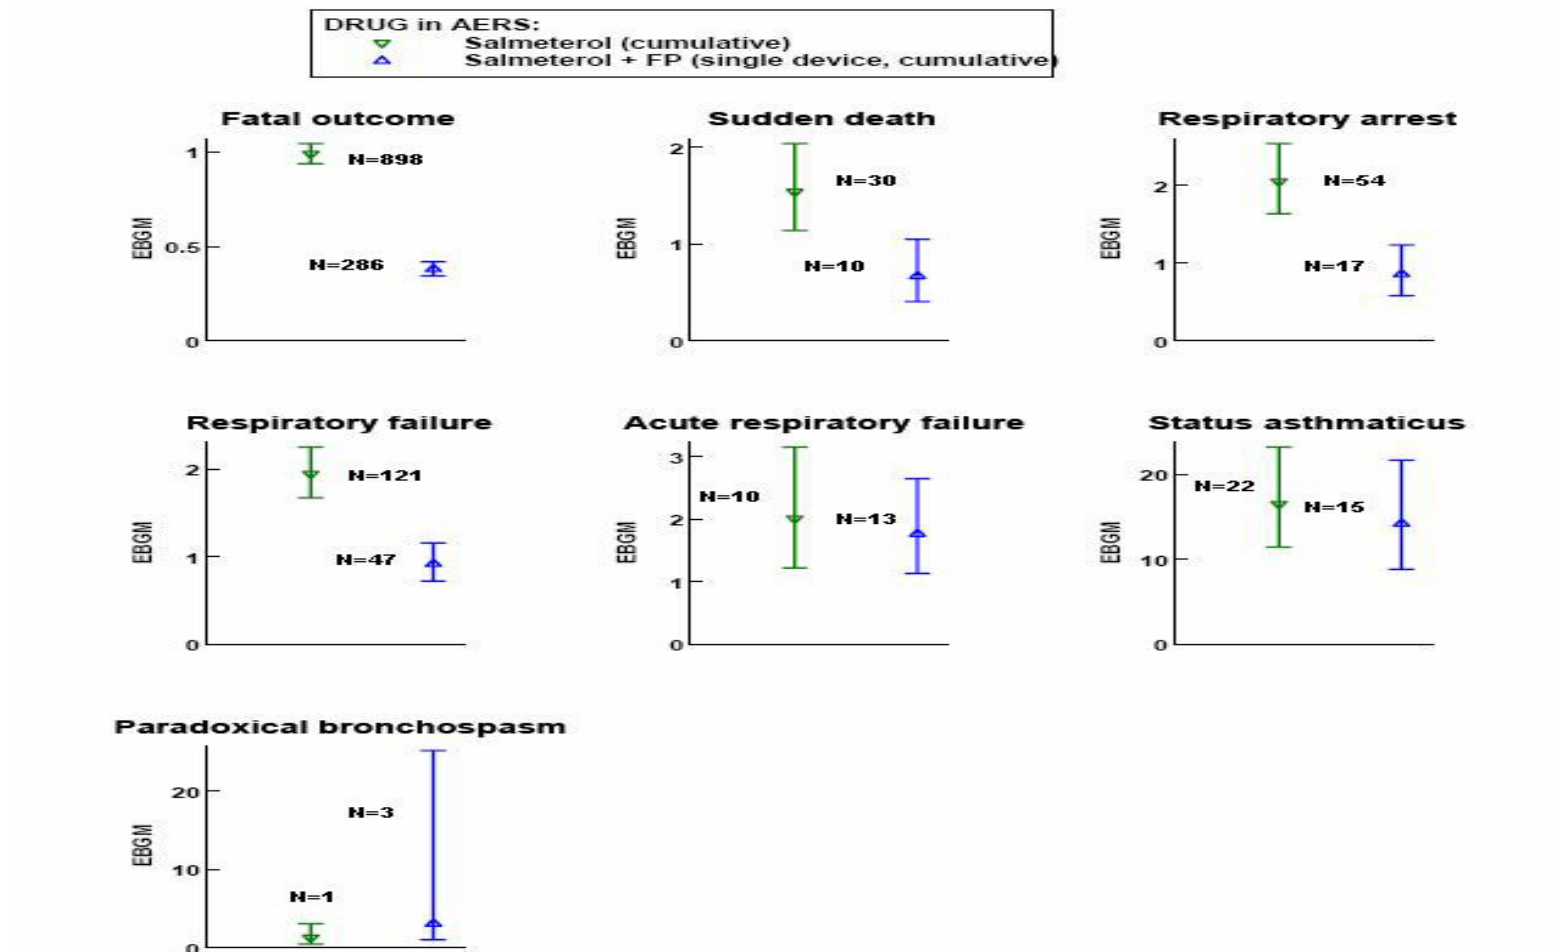 DRUG in AERS:
Salmeterol (cumulative)
Salmeterol + FP (single device, cumulative)
Fatal outcome
EBGM
1
0.5
0
N=898
N=286
Sudden death
EBGM
2
1
0
N=30
N=10
Respiratory arrest
EBGM
2
1
0
N=54
N=17
Respiratory failure
EBGM
2
1
0
N=121
N=47
Acute respiratory failure
EBGM
3
2
1
0
N=10
N=13
Status asthmaticus
EBGM
20
10
0
N=22
N=15
Paradoxical bronchospasm
EBGM
20
10
0
N=3
N=1